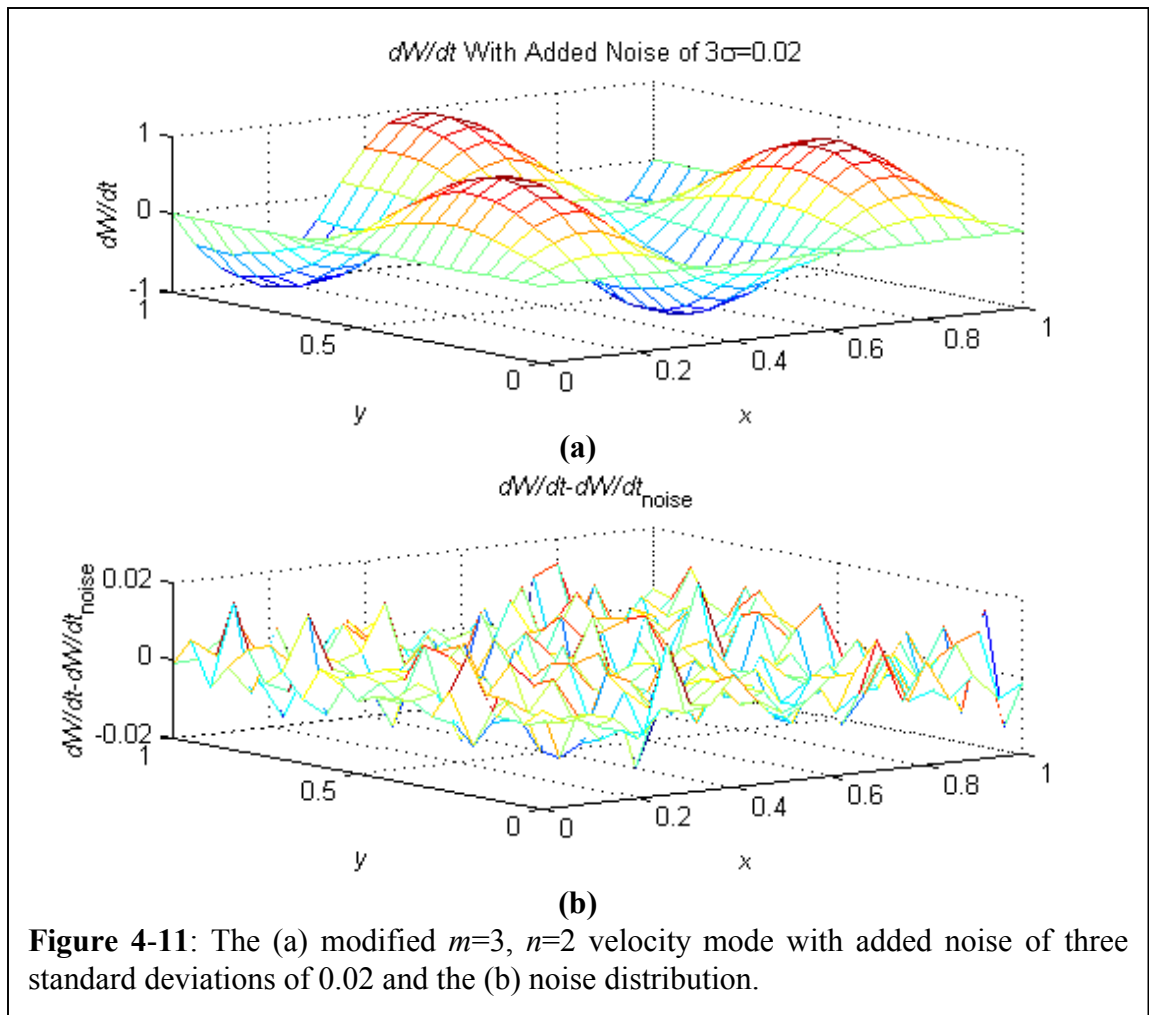 dW/dt With Added Noise of 3σ=0.02
1
0
-1
dW/dt
1
0.5
0
y
0
0.2
0.4
0.6
0.8
1
x
(a)
dW/dt-dW/dt_noise
0.02
0
-0.02
dW/dt-dW/dt_noise
1
0.5
0
y
0
0.2
0.4
0.6
0.8
1
x
(b)
Figure 4-11: The (a) modified m=3, n=2 velocity mode with added noise of three
standard deviations of 0.02 and the (b) noise distribution.